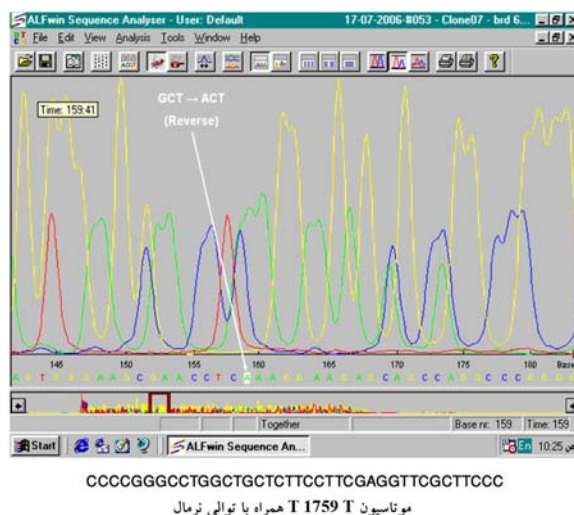 ALFwin Sequence Analyser - User: Default 17-07-2006-#053 - Clone07 - brd 6...
File Edit View Analysis Tools Window Help
Time: 159.41
GCT → ACT
(Reverse)
145 150 155 160 165 170 175 180 Base
A G T G G G A A G C G A A C C T C A A A G G A A G A G C A G C C A G G C C C G G G G
Together Base nr: 159 Time: 159
Start ALFwin Sequence An... En 10:25 ص
CCCCGGGCCTGGCTGCTCTTCCTTCGAGGTTCGCTTCCC
موتاسیون T 1759 T همراه با توالی نرمال